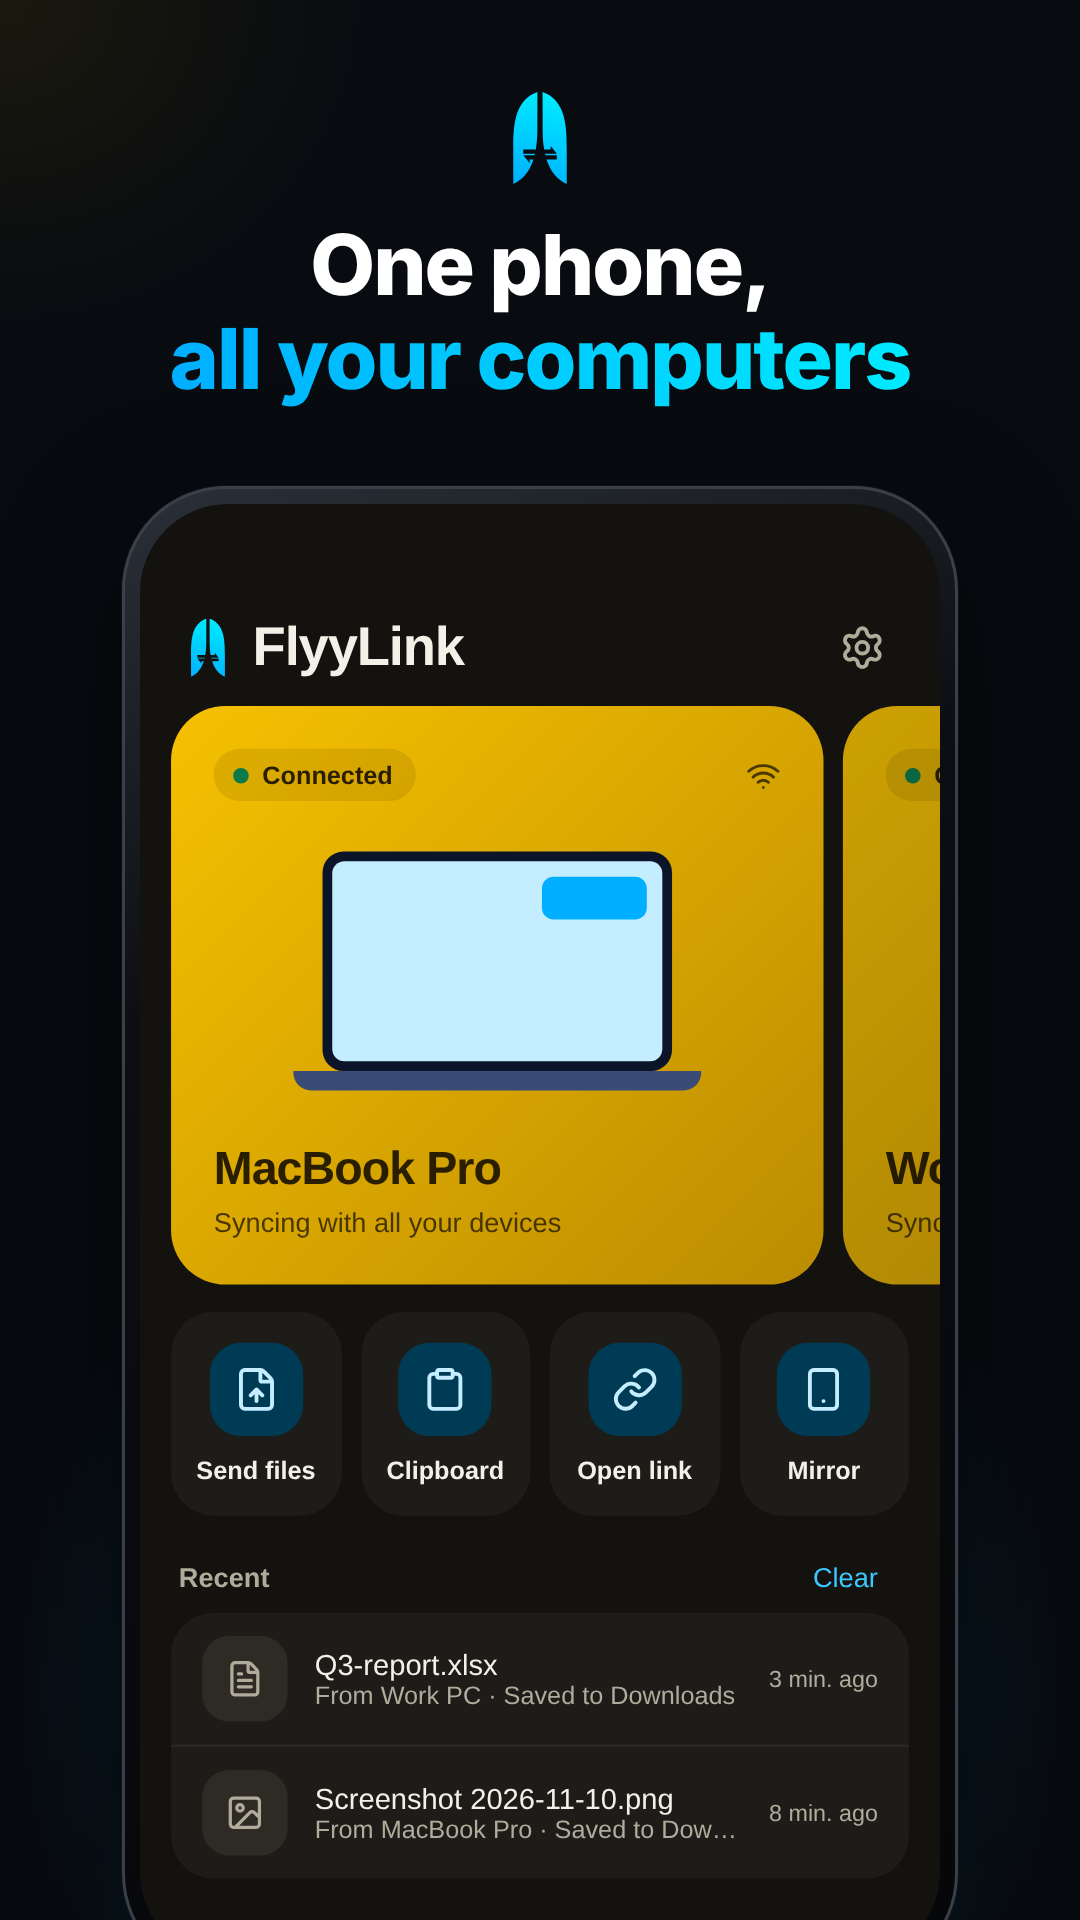 One phone,
all your computers
FlyyLink
Connected
MacBook Pro
Syncing with all your devices
Send files
Clipboard
Open link
Mirror
Recent
Clear
Q3-report.xlsx
From Work PC · Saved to Downloads
3 min. ago
Screenshot 2026-11-10.png
From MacBook Pro · Saved to Dow…
8 min. ago